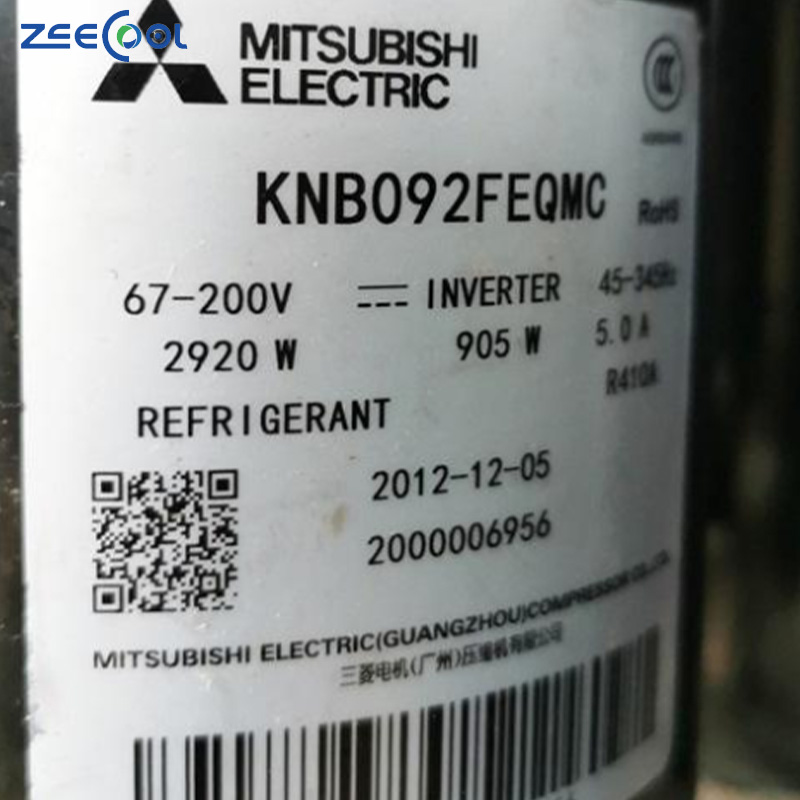 ZEECOOL
MITSUBISHI
ELECTRIC
KNB092FEQMC
RoHS
67-200V INVERTER 45-345Hz
2920 W 905 W 5.0 A
REFRIGERANT R410A
2012-12-05
2000006956
MITSUBISHI ELECTRIC(GUANGZHOU)COMPRESSOR CO.,LTD.
三菱电机(广州)压缩机有限公司